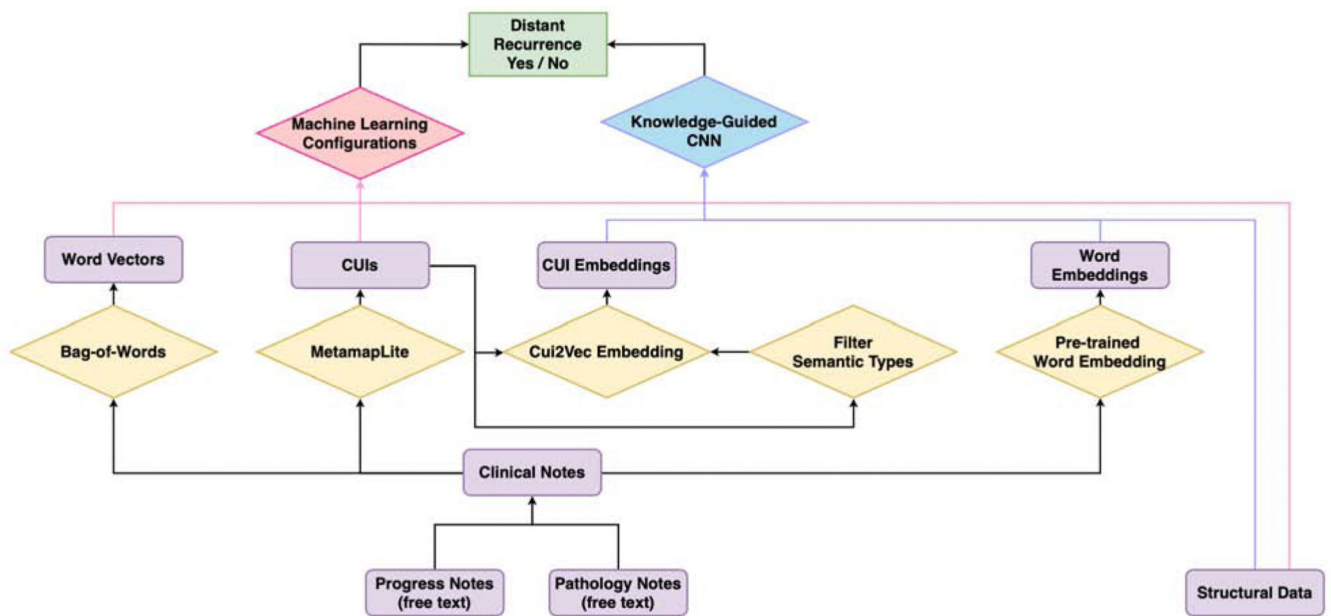 Distant
Recurrence
Yes / No
Machine Learning
Configurations
Knowledge-Guided
CNN
Word Vectors
CUIs
CUI Embeddings
Word
Embeddings
Bag-of-Words
MetamapLite
Cui2Vec Embedding
Filter
Semantic Types
Pre-trained
Word Embedding
Clinical Notes
Progress Notes
(free text)
Pathology Notes
(free text)
Structural Data